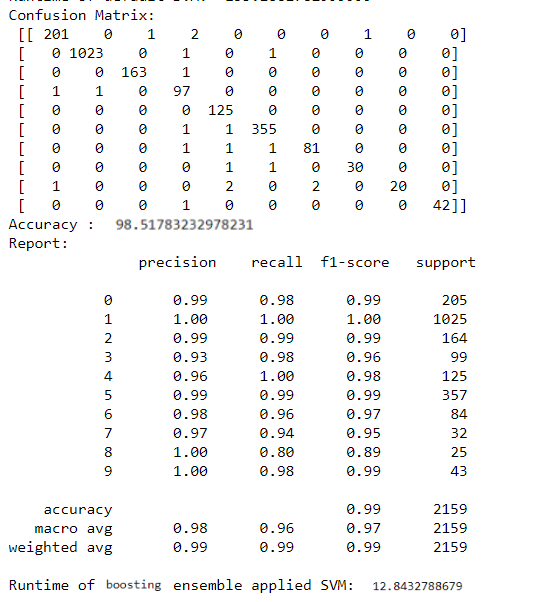 Confusion Matrix:
[[ 201 0 1 2 0 0 0 1 0 0]
[ 0 1023 0 1 0 1 0 0 0 0]
[ 0 0 163 1 0 0 0 0 0 0]
[ 1 1 0 97 0 0 0 0 0 0]
[ 0 0 0 0 125 0 0 0 0 0]
[ 0 0 0 1 1 355 0 0 0 0]
[ 0 0 0 1 1 1 81 0 0 0]
[ 0 0 0 0 1 1 0 30 0 0]
[ 1 0 0 0 2 0 2 0 20 0]
[ 0 0 0 1 0 0 0 0 0 42]]
Accuracy : 98.51783232978231
Report:
precision recall f1-score support
0 0.99 0.98 0.99 205
1 1.00 1.00 1.00 1025
2 0.99 0.99 0.99 164
3 0.93 0.98 0.96 99
4 0.96 1.00 0.98 125
5 0.99 0.99 0.99 357
6 0.98 0.96 0.97 84
7 0.97 0.94 0.95 32
8 1.00 0.80 0.89 25
9 1.00 0.98 0.99 43
accuracy 0.99 2159
macro avg 0.98 0.96 0.97 2159
weighted avg 0.99 0.99 0.99 2159
Runtime of boosting ensemble applied SVM: 12.8432788679